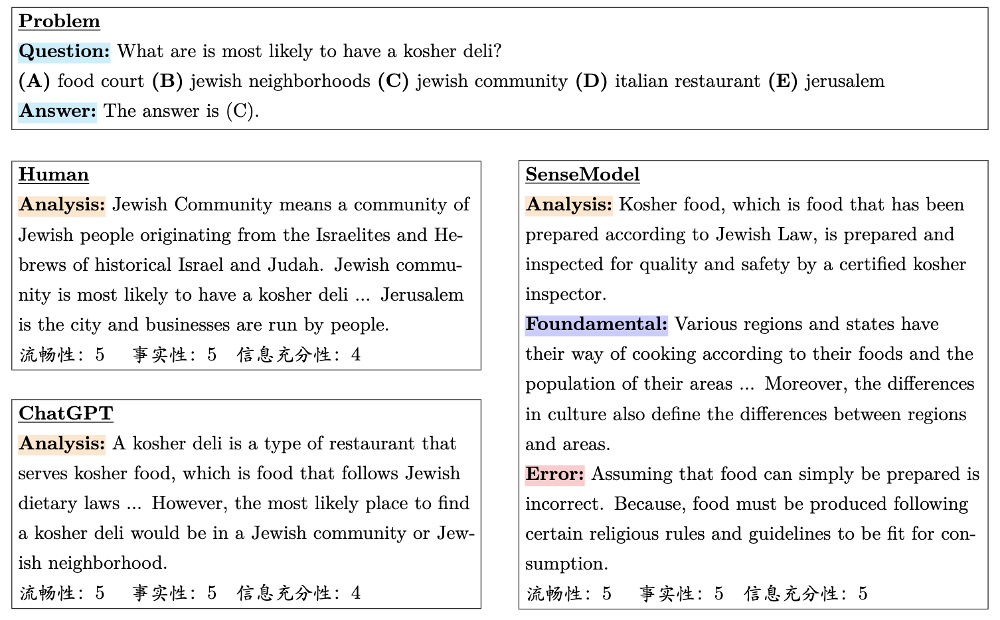 Problem
Question: What are is most likely to have a kosher deli?
(A) food court (B) jewish neighborhoods (C) jewish community (D) italian restaurant (E) jerusalem
Answer: The answer is (C).
Human
Analysis: Jewish Community means a community of
Jewish people originating from the Israelites and He-
brews of historical Israel and Judah. Jewish commu-
nity is most likely to have a kosher deli ... Jerusalem
is the city and businesses are run by people.
流畅性: 5 事实性: 5 信息充分性: 4
ChatGPT
Analysis: A kosher deli is a type of restaurant that
serves kosher food, which is food that follows Jewish
dietary laws ... However, the most likely place to find
a kosher deli would be in a Jewish community or Jew-
ish neighborhood.
流畅性: 5 事实性: 5 信息充分性: 4
SenseModel
Analysis: Kosher food, which is food that has been
prepared according to Jewish Law, is prepared and
inspected for quality and safety by a certified kosher
inspector.
Foundamental: Various regions and states have
their way of cooking according to their foods and the
population of their areas ... Moreover, the differences
in culture also define the differences between regions
and areas.
Error: Assuming that food can simply be prepared is
incorrect. Because, food must be produced following
certain religious rules and guidelines to be fit for con-
sumption.
流畅性: 5 事实性: 5 信息充分性: 5